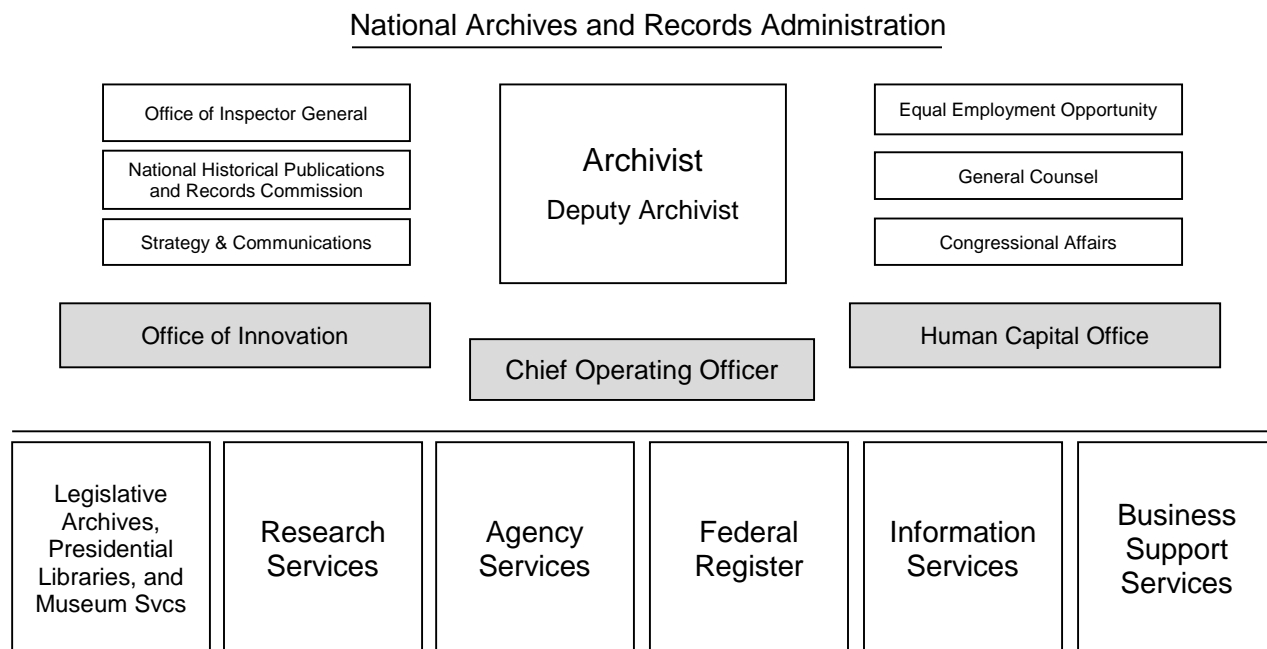 National Archives and Records Administration
Office of Inspector General
National Historical Publications
and Records Commission
Strategy & Communications
Archivist
Deputy Archivist
Equal Employment Opportunity
General Counsel
Congressional Affairs
Office of Innovation
Chief Operating Officer
Human Capital Office
Legislative
Archives,
Presidential
Libraries, and
Museum Svcs
Research
Services
Agency
Services
Federal
Register
Information
Services
Business
Support
Services